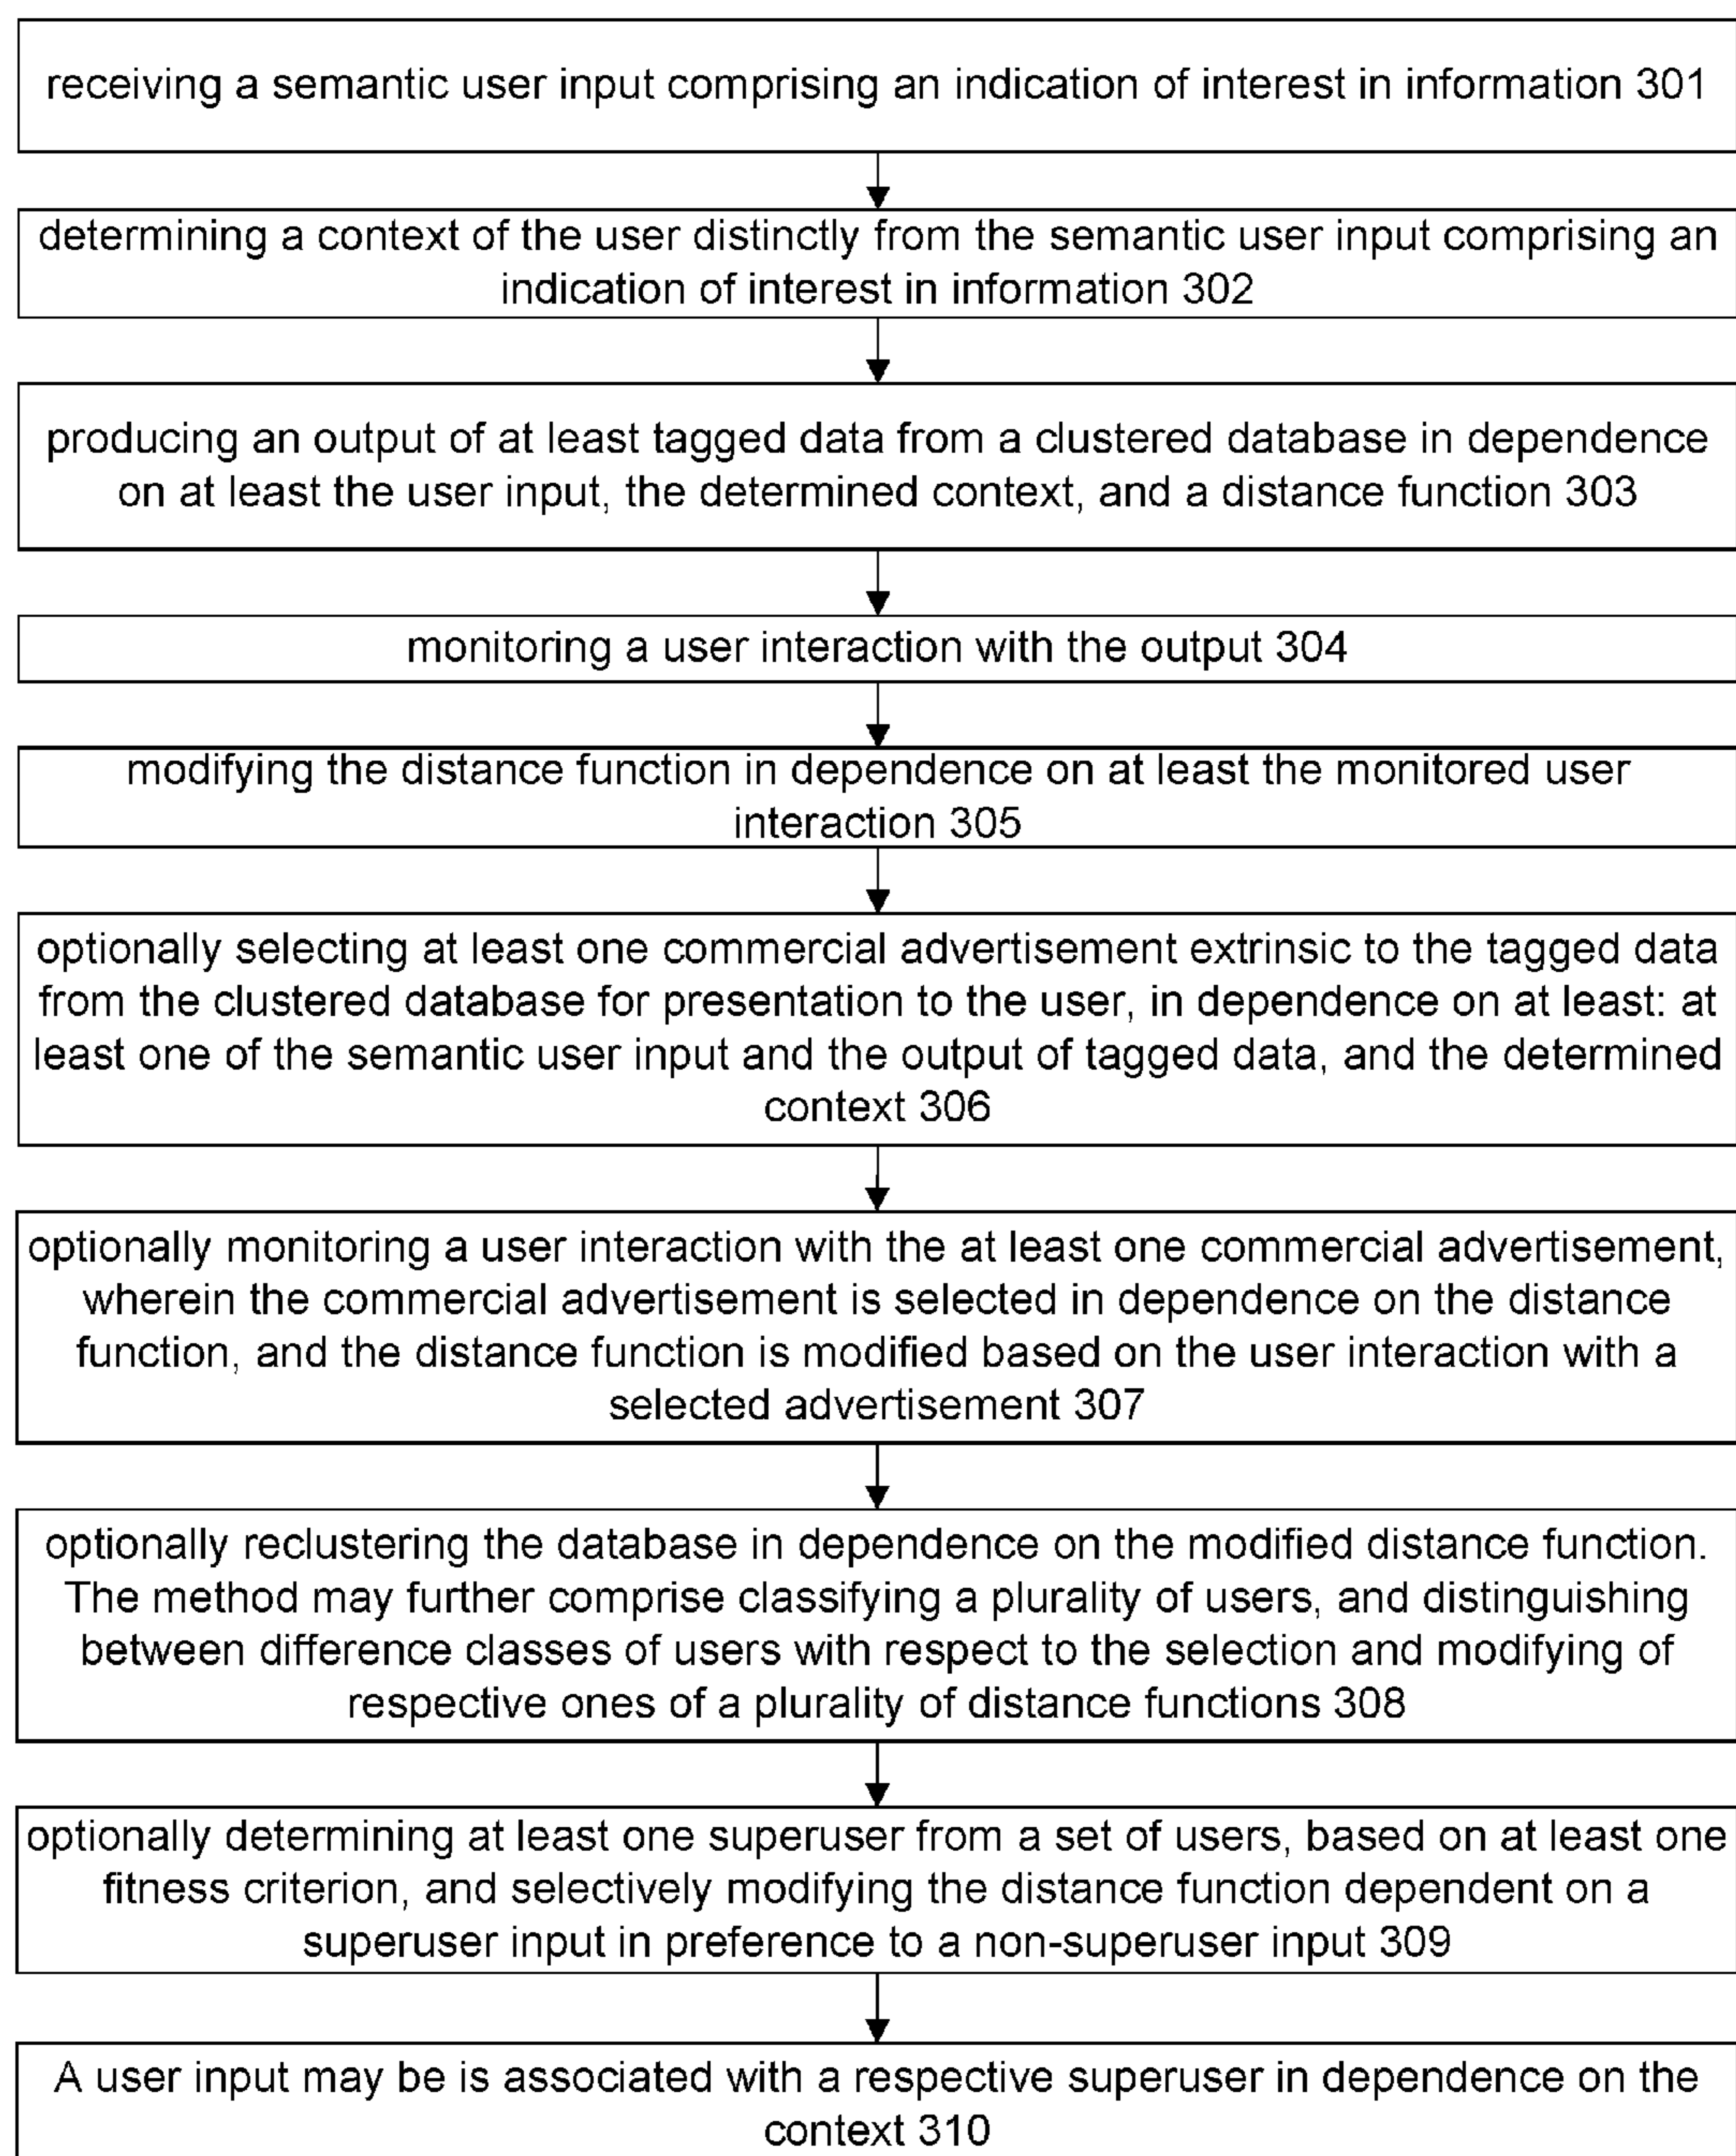 receiving a semantic user input comprising an indication of interest in information 301
determining a context of the user distinctly from the semantic user input comprising an
indication of interest in information 302
producing an output of at least tagged data from a clustered database in dependence
on at least the user input, the determined context, and a distance function 303
monitoring a user interaction with the output 304
modifying the distance function in dependence on at least the monitored user
interaction 305
optionally selecting at least one commercial advertisement extrinsic to the tagged data
from the clustered database for presentation to the user, in dependence on at least: at
least one of the semantic user input and the output of tagged data, and the determined
context 306
optionally monitoring a user interaction with the at least one commercial advertisement,
wherein the commercial advertisement is selected in dependence on the distance
function, and the distance function is modified based on the user interaction with a
selected advertisement 307
optionally reclustering the database in dependence on the modified distance function.
The method may further comprise classifying a plurality of users, and distinguishing
between difference classes of users with respect to the selection and modifying of
respective ones of a plurality of distance functions 308
optionally determining at least one superuser from a set of users, based on at least one
fitness criterion, and selectively modifying the distance function dependent on a
superuser input in preference to a non-superuser input 309
A user input may be is associated with a respective superuser in dependence on the
context 310